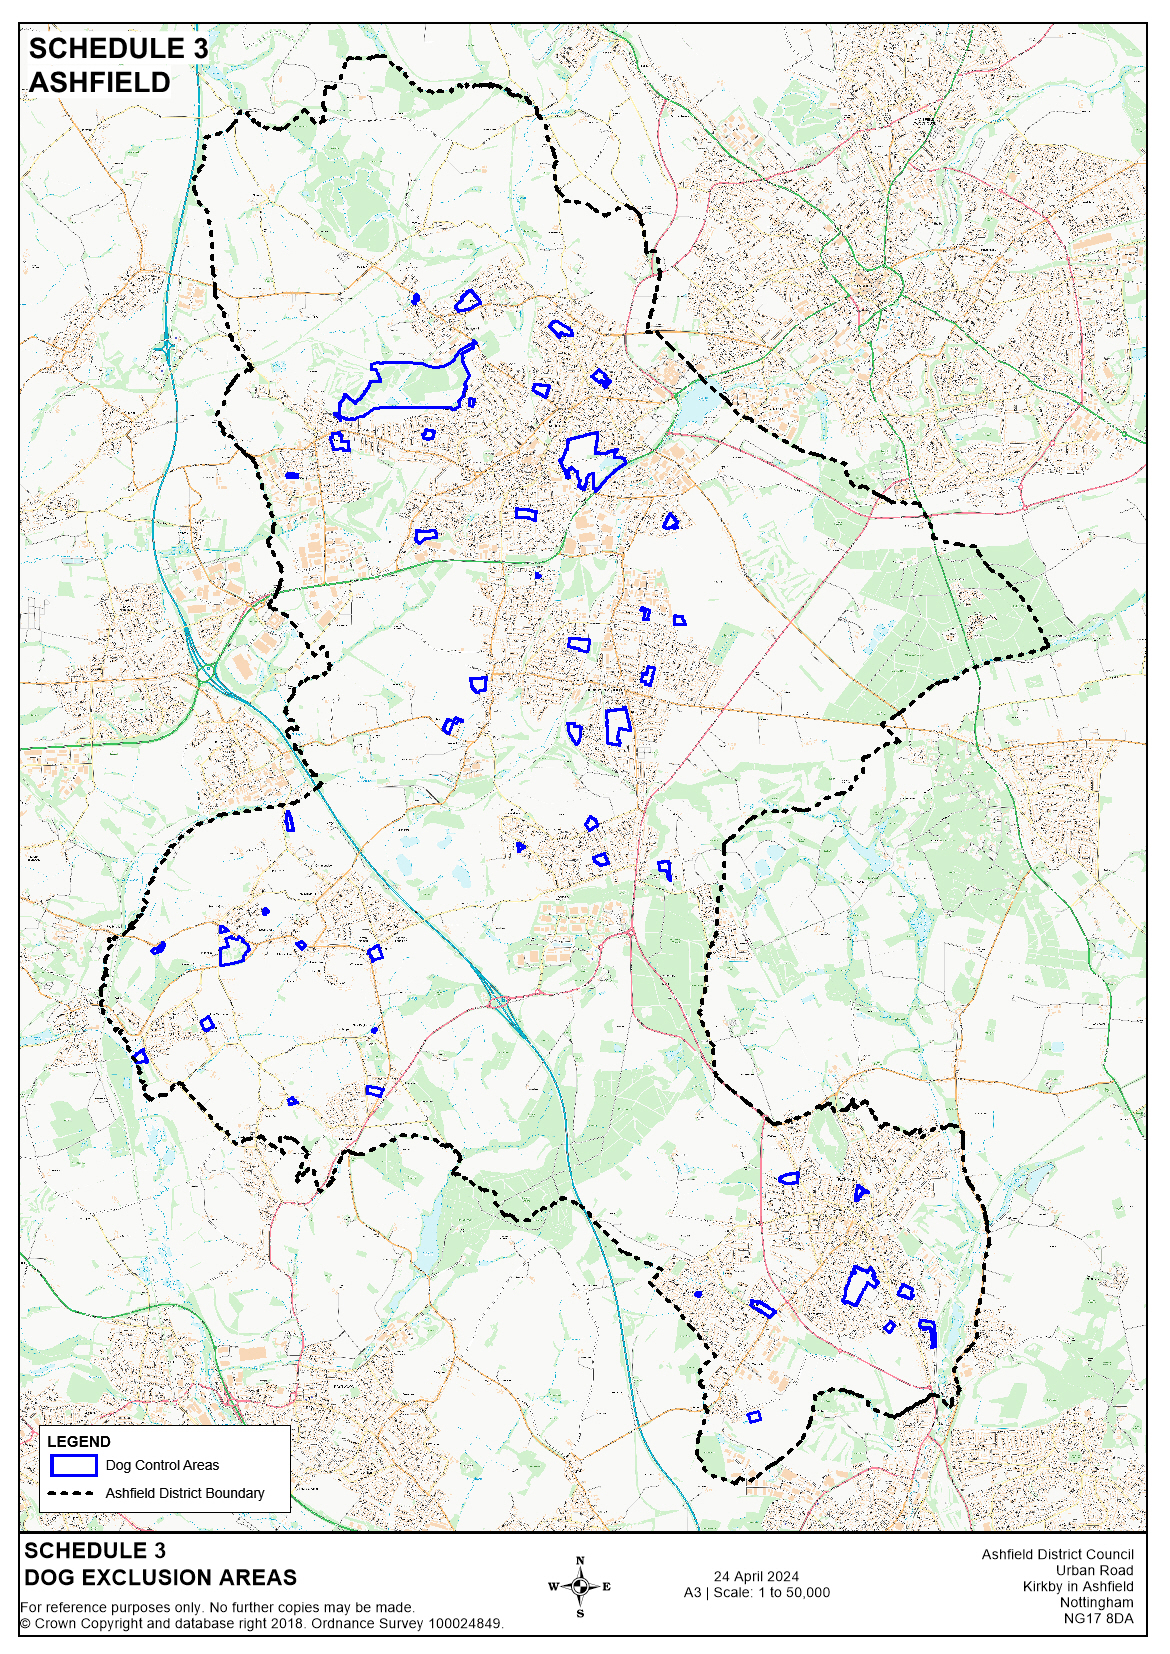 SCHEDULE 3
ASHFIELD
LEGEND
Dog Control Areas
Ashfield District Boundary
SCHEDULE 3
DOG EXCLUSION AREAS
For reference purposes only. No further copies may be made.
© Crown Copyright and database right 2018. Ordnance Survey 100024849.
N
W E
S
24 April 2024
A3 | Scale: 1 to 50,000
Ashfield District Council
Urban Road
Kirkby in Ashfield
Nottingham
NG17 8DA